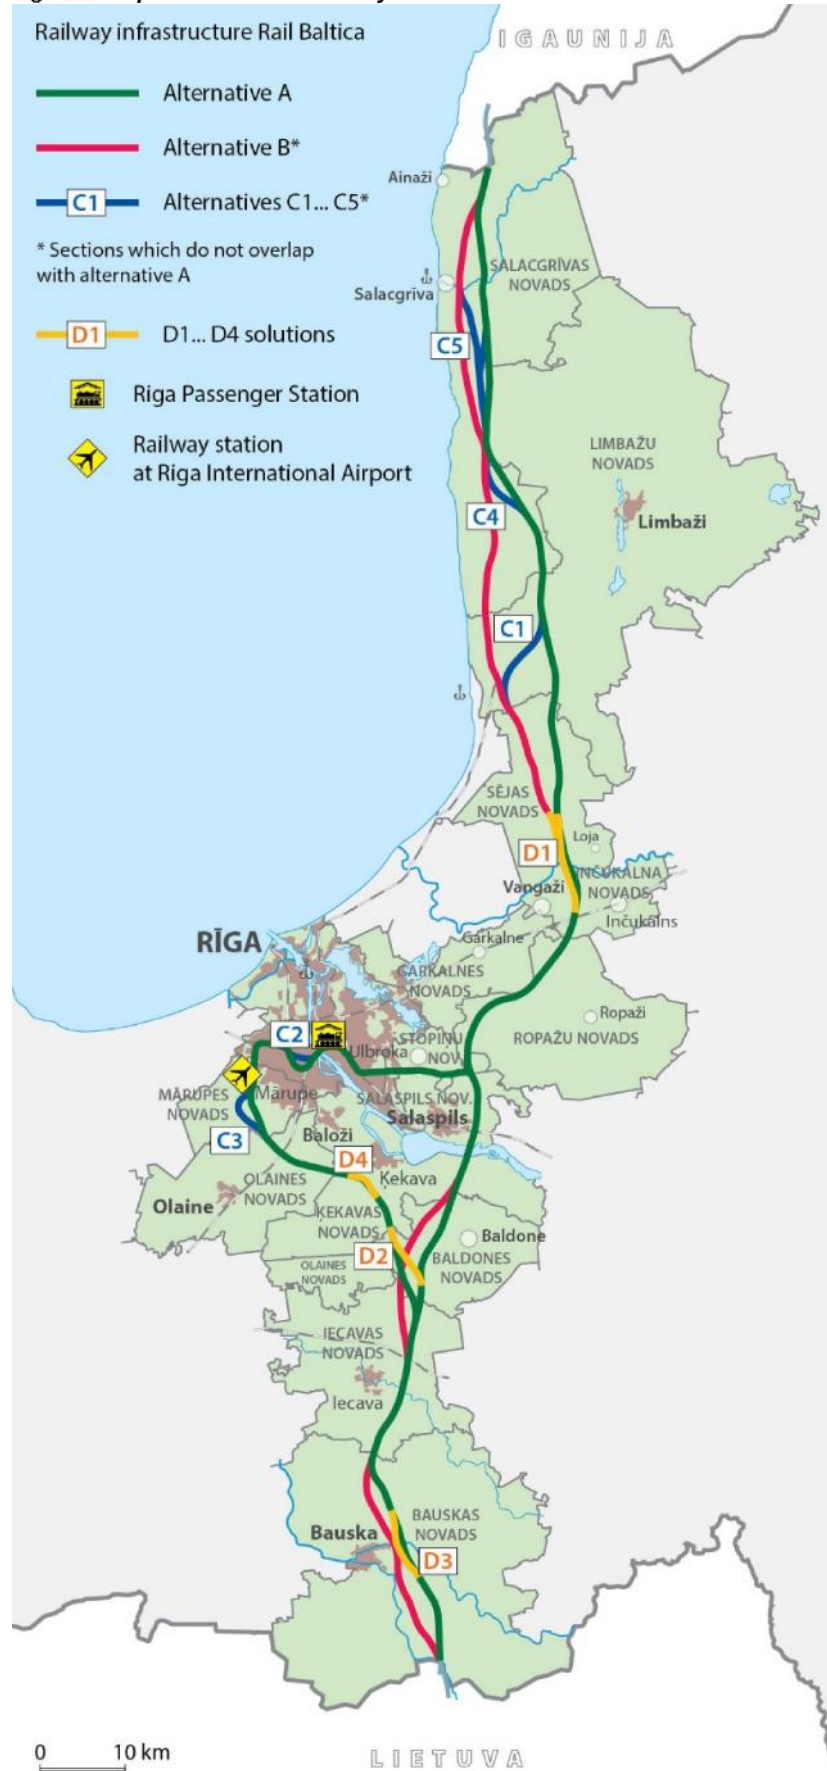 Railway infrastructure Rail Baltica
IGAUNIJA
Alternative A
Alternative B*
C1
Alternatives C1... C5*
* Sections which do not overlap
with alternative A
D1
D1... D4 solutions
Riga Passenger Station
Railway station
at Riga International Airport
Ainaži
SALACGRĪVAS
NOVADS
Salacgrīva
C5
LIMBAŽU
NOVADS
C4
Limbaži
C1
SĒJAS
NOVADS
Loja
D1
INČUKALNA
NOVADS
Vangaži
Inčukalns
RĪGA
Garkalne
GARKALNES
NOVADS
Ropaži
C2
STOPIŅU
NOV.
ROPAŽU NOVADS
Ulbroka
MĀRUPES
NOVADS
Mārupe
SALASPILS NOV.
Salaspils
C3
Baloži
D4
Ķekava
OLAINES
NOVADS
Olaine
ĶEKAVAS
NOVADS
Baldone
D2
BALDONES
NOVADS
OLAINES
NOVADS
IECAVAS
NOVADS
Iecava
BAUSKAS
NOVADS
Bauska
D3
0 10 km
LIETUVA